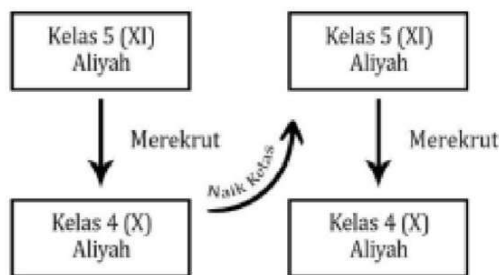 Kelas 5 (XI)
Aliyah
Kelas 5 (XI)
Aliyah
Merekrut
Merekrut
Naik Kelas
Kelas 4 (X)
Aliyah
Kelas 4 (X)
Aliyah